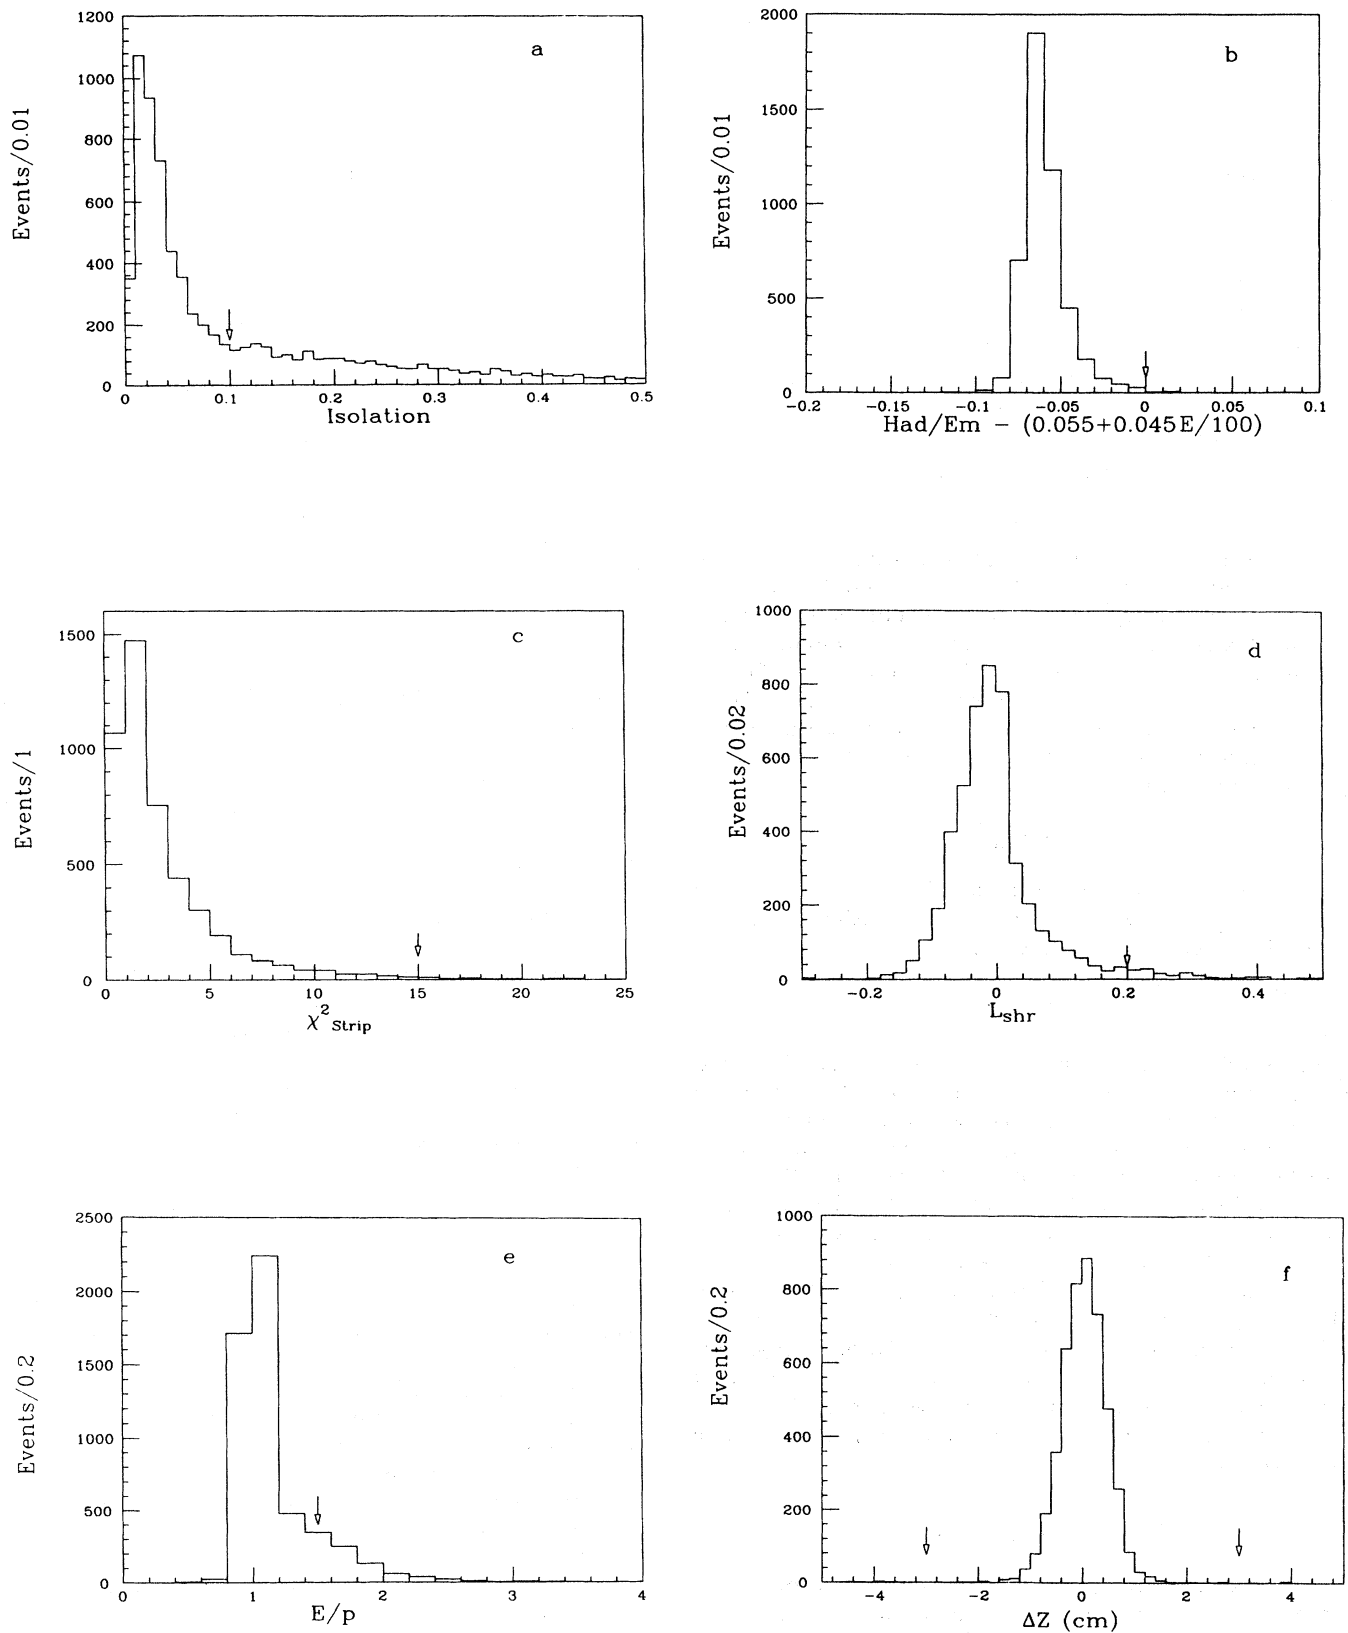 a
Events/0.01
1200
1000
800
600
400
200
0
0 0.1 0.2 0.3 0.4 0.5
Isolation
b
Events/0.01
2000
1500
1000
500
0
−0.2 −0.15 −0.1 −0.05 0 0.05 0.1
Had/Em − (0.055+0.045E/100)
c
Events/1
1500
1000
500
0
0 5 10 15 20 25
χ²Strip
d
Events/0.02
1000
800
600
400
200
0
−0.2 0 0.2 0.4
Lshr
e
Events/0.2
2500
2000
1500
1000
500
0
0 1 2 3 4
E/p
f
Events/0.2
1000
800
600
400
200
0
−4 −2 0 2 4
ΔZ (cm)